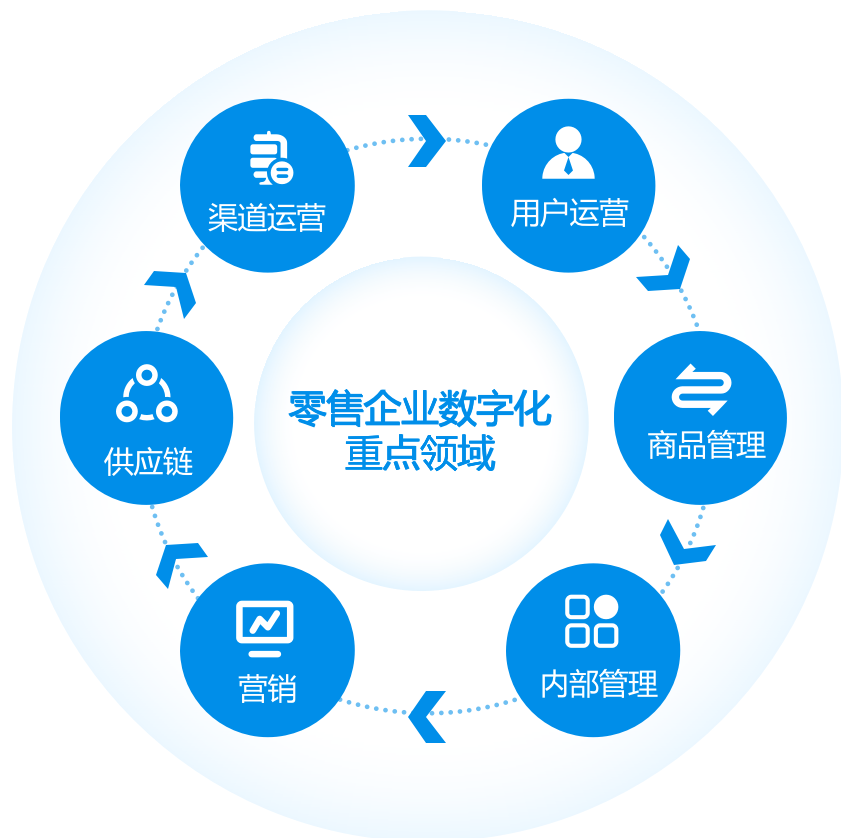 渠道运营
用户运营
供应链
零售企业数字化
重点领域
商品管理
营销
内部管理